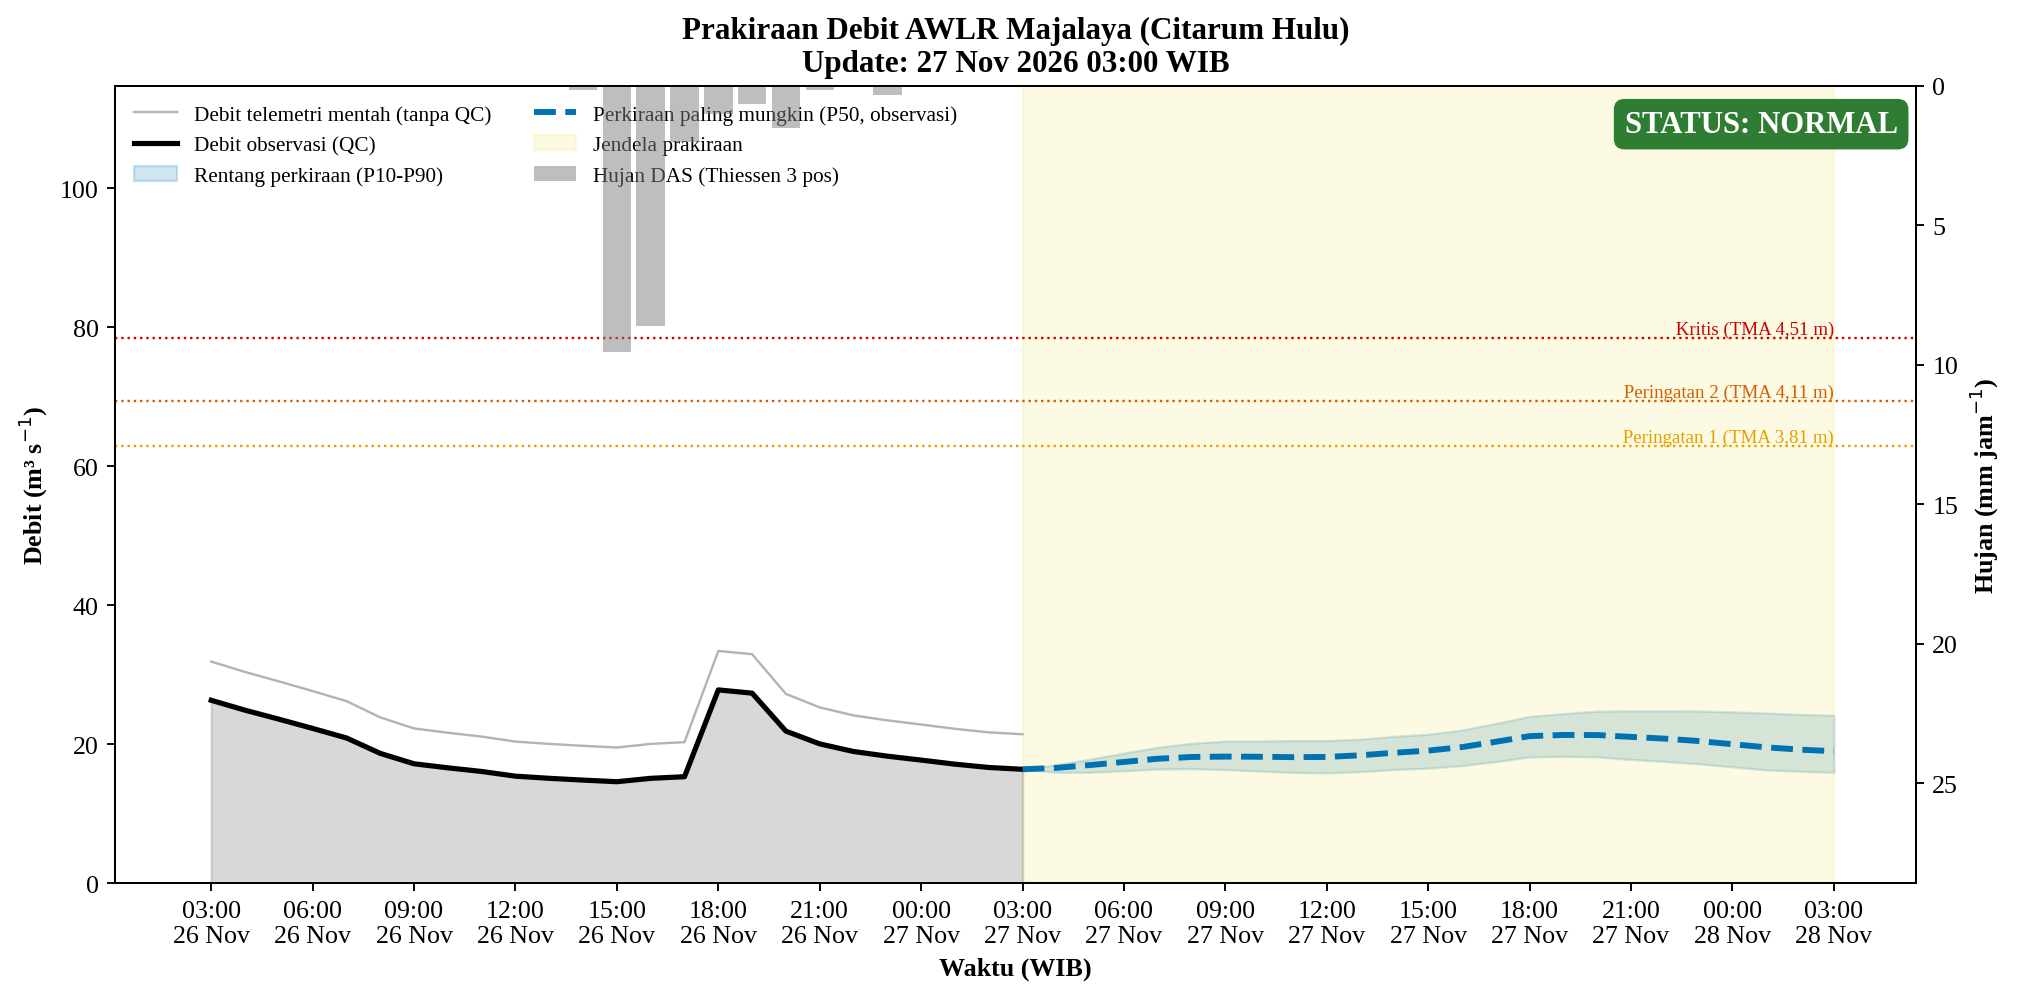 Prakiraan Debit AWLR Majalaya (Citarum Hulu)
Update: 27 Nov 2026 03:00 WIB
Debit telemetri mentah (tanpa QC)
Debit observasi (QC)
Rentang perkiraan (P10-P90)
Perkiraan paling mungkin (P50, observasi)
Jendela prakiraan
Hujan DAS (Thiessen 3 pos)
STATUS: NORMAL
Kritis (TMA 4,51 m)
Peringatan 2 (TMA 4,11 m)
Peringatan 1 (TMA 3,81 m)
Debit (m³ s⁻¹)
100
80
60
40
20
0
Hujan (mm jam⁻¹)
0
5
10
15
20
25
03:00 06:00 09:00 12:00 15:00 18:00 21:00 00:00 03:00 06:00 09:00 12:00 15:00 18:00 21:00 00:00 03:00
26 Nov 26 Nov 26 Nov 26 Nov 26 Nov 26 Nov 26 Nov 27 Nov 27 Nov 27 Nov 27 Nov 27 Nov 27 Nov 27 Nov 27 Nov 28 Nov 28 Nov
Waktu (WIB)